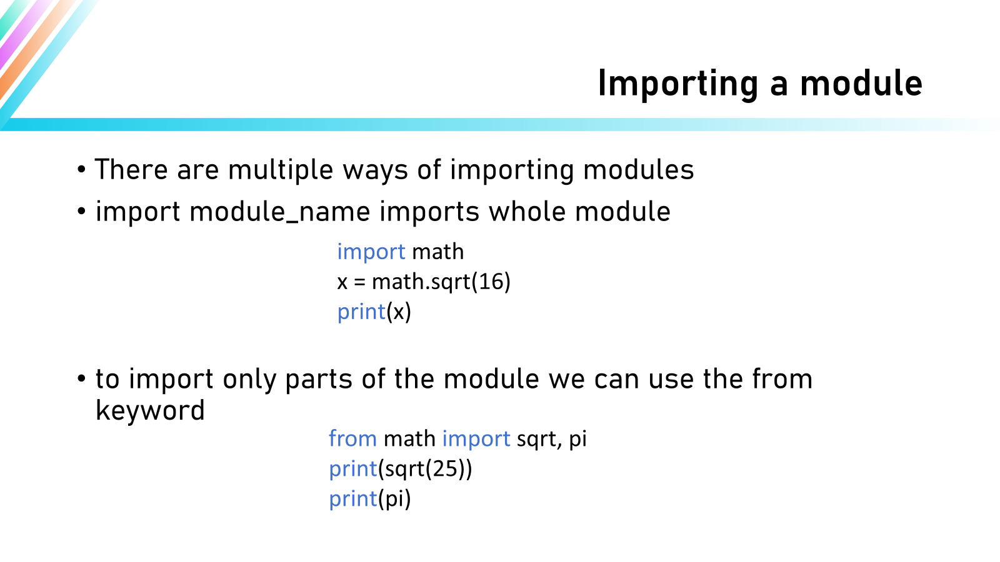 Importing a module
• There are multiple ways of importing modules
• import module_name imports whole module
import math
x = math.sqrt(16)
print(x)
• to import only parts of the module we can use the from
keyword
from math import sqrt, pi
print(sqrt(25))
print(pi)